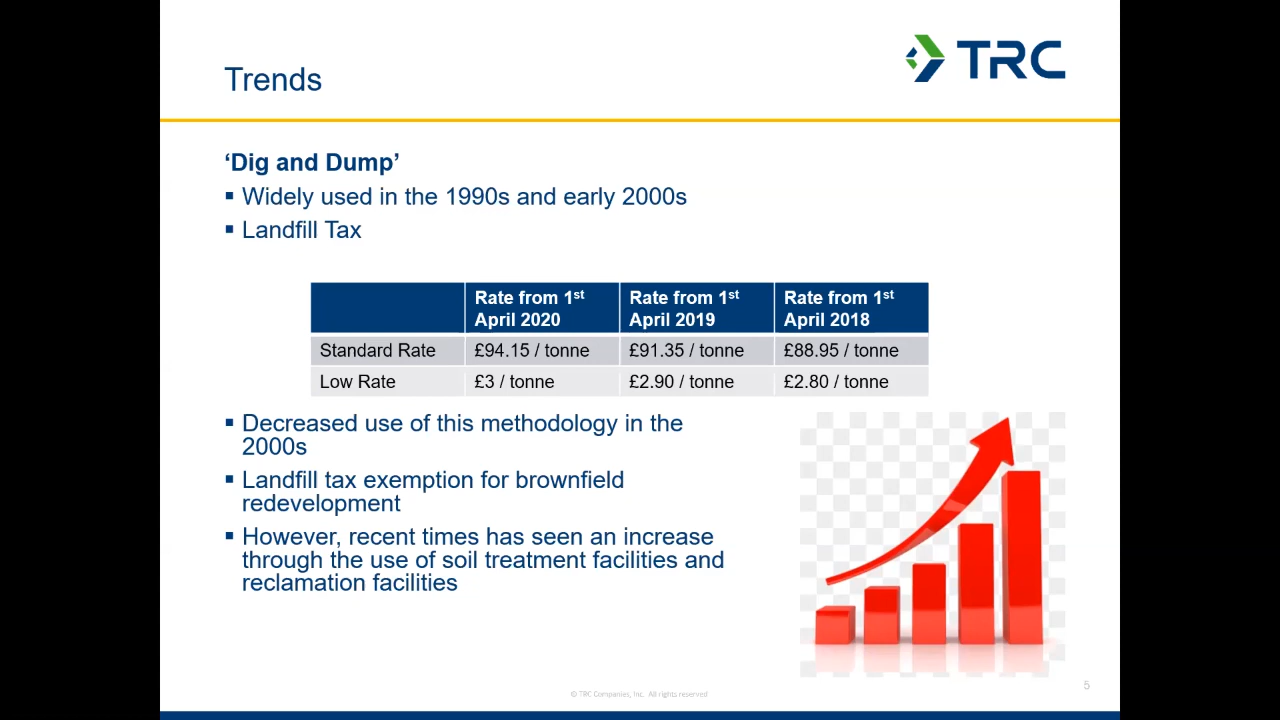 Trends
TRC
‘Dig and Dump’
▪ Widely used in the 1990s and early 2000s
▪ Landfill Tax
Rate from 1st April 2020 Rate from 1st April 2019 Rate from 1st April 2018
Standard Rate £94.15 / tonne £91.35 / tonne £88.95 / tonne
Low Rate £3 / tonne £2.90 / tonne £2.80 / tonne
▪ Decreased use of this methodology in the
2000s
▪ Landfill tax exemption for brownfield
redevelopment
▪ However, recent times has seen an increase
through the use of soil treatment facilities and
reclamation facilities
© TRC Companies, Inc. All rights reserved
5